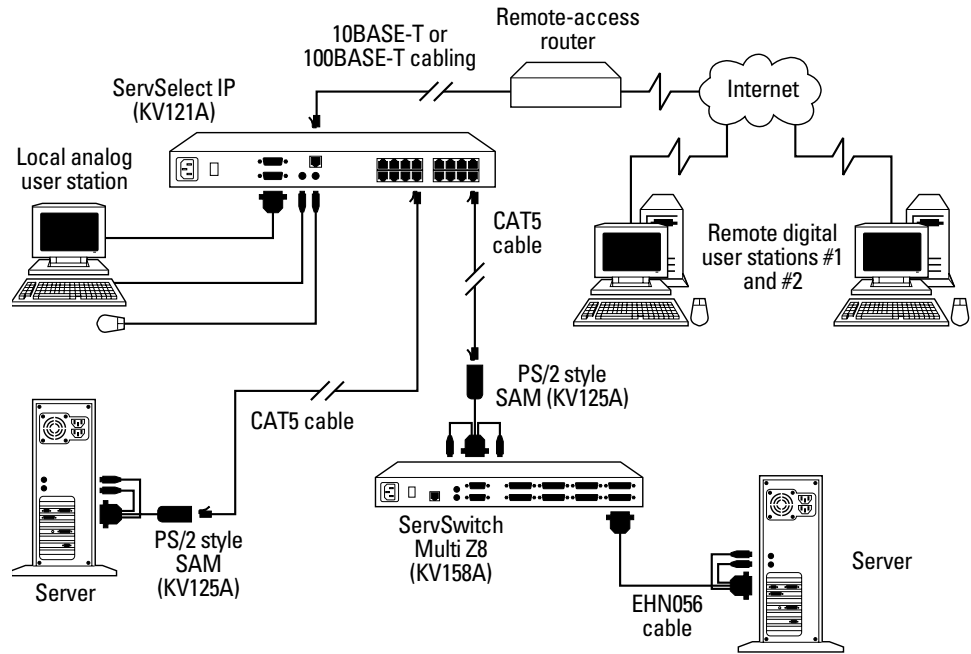 10BASE-T or
100BASE-T cabling
Remote-access
router
ServSelect IP
(KV121A)
Internet
Local analog
user station
CAT5
cable
Remote digital
user stations #1
and #2
PS/2 style
SAM (KV125A)
CAT5 cable
ServSwitch
Multi Z8
(KV158A)
PS/2 style
SAM
(KV125A)
Server
Server
EHN056
cable